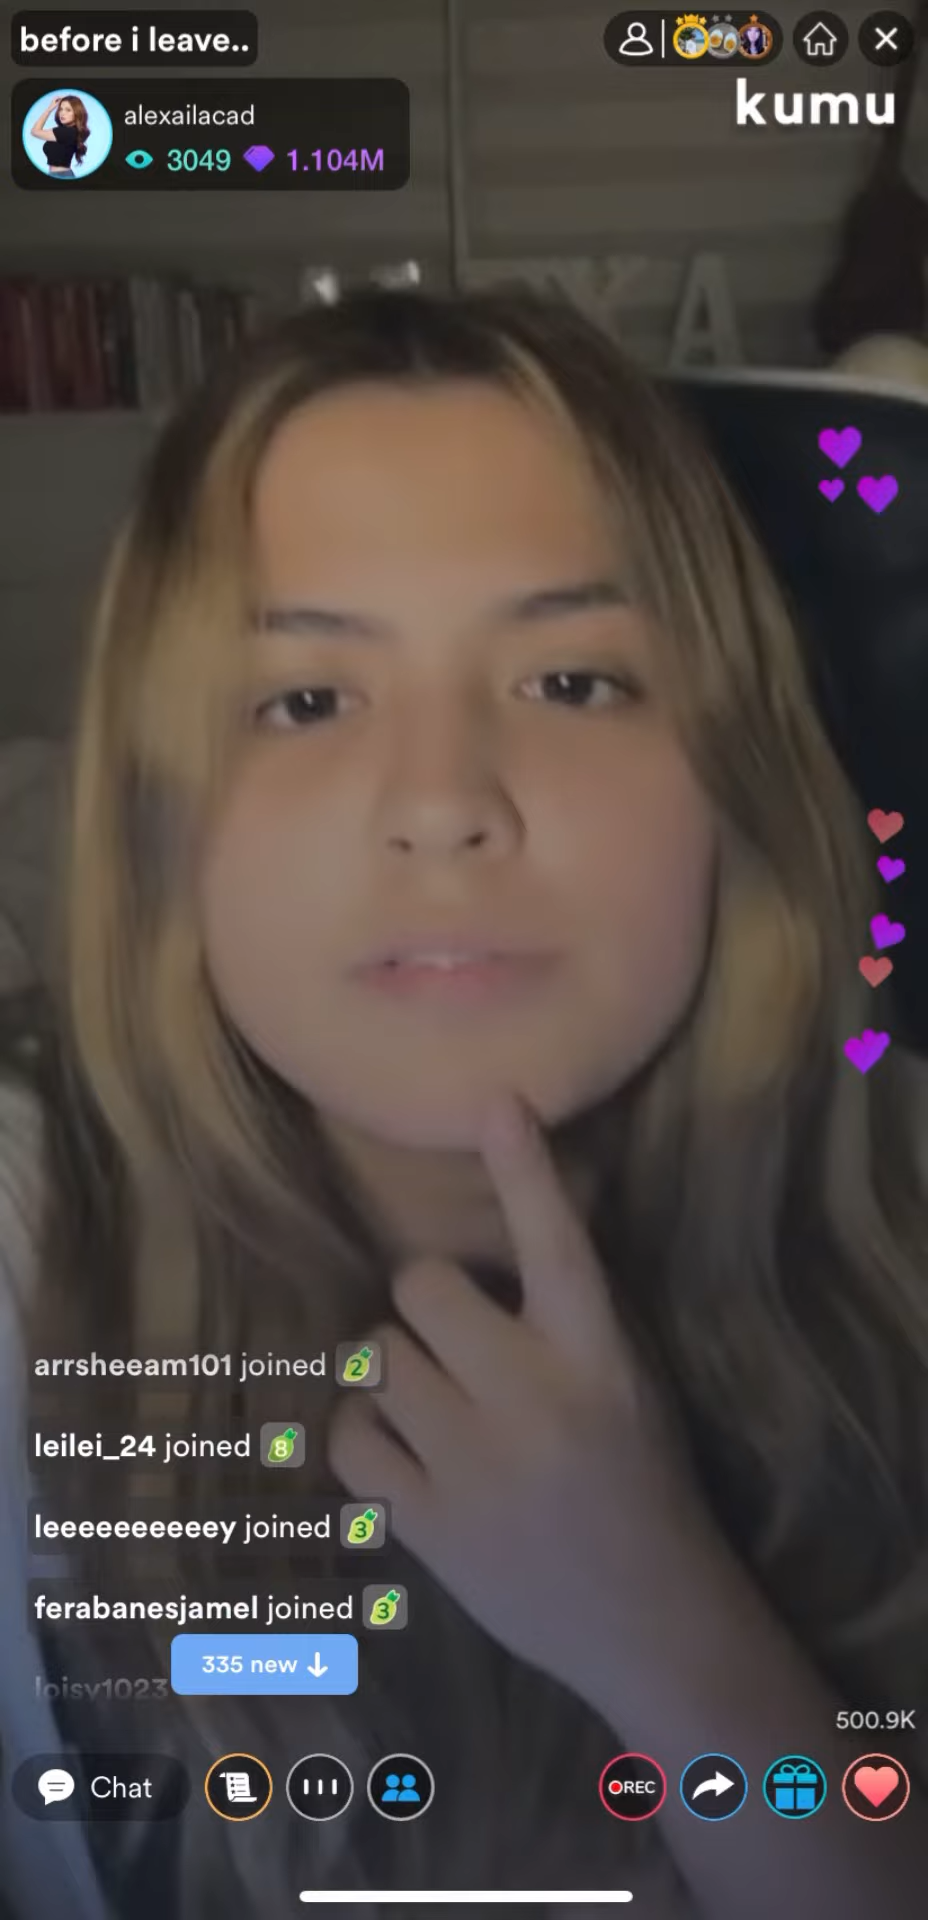 before i leave..
kumu
alexailacad
3049 1.104M
Y A
arrsheeam101 joined 2
leilei_24 joined 8
leeeeeeeeeey joined 3
ferabanesjamel joined 3
335 new ↓
loisy1023
500.9K
Chat
REC